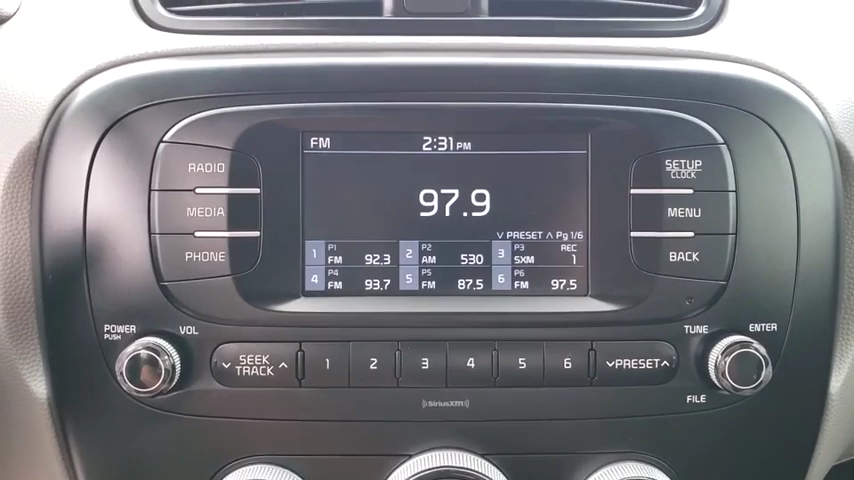 FM 2:31 PM
97.9
∨ PRESET ∧ Pg 1/6
1 P1 FM 92.3 2 P2 AM 530 3 P3 SXM REC 1
4 P4 FM 93.7 5 P5 FM 87.5 6 P6 FM 97.5
RADIO
MEDIA
PHONE
SETUP
CLOCK
MENU
BACK
POWER
PUSH
VOL
∨ SEEK ∧
TRACK
1 2 3 4 5 6
∨PRESET∧
TUNE
ENTER
FILE
((SiriusXM))